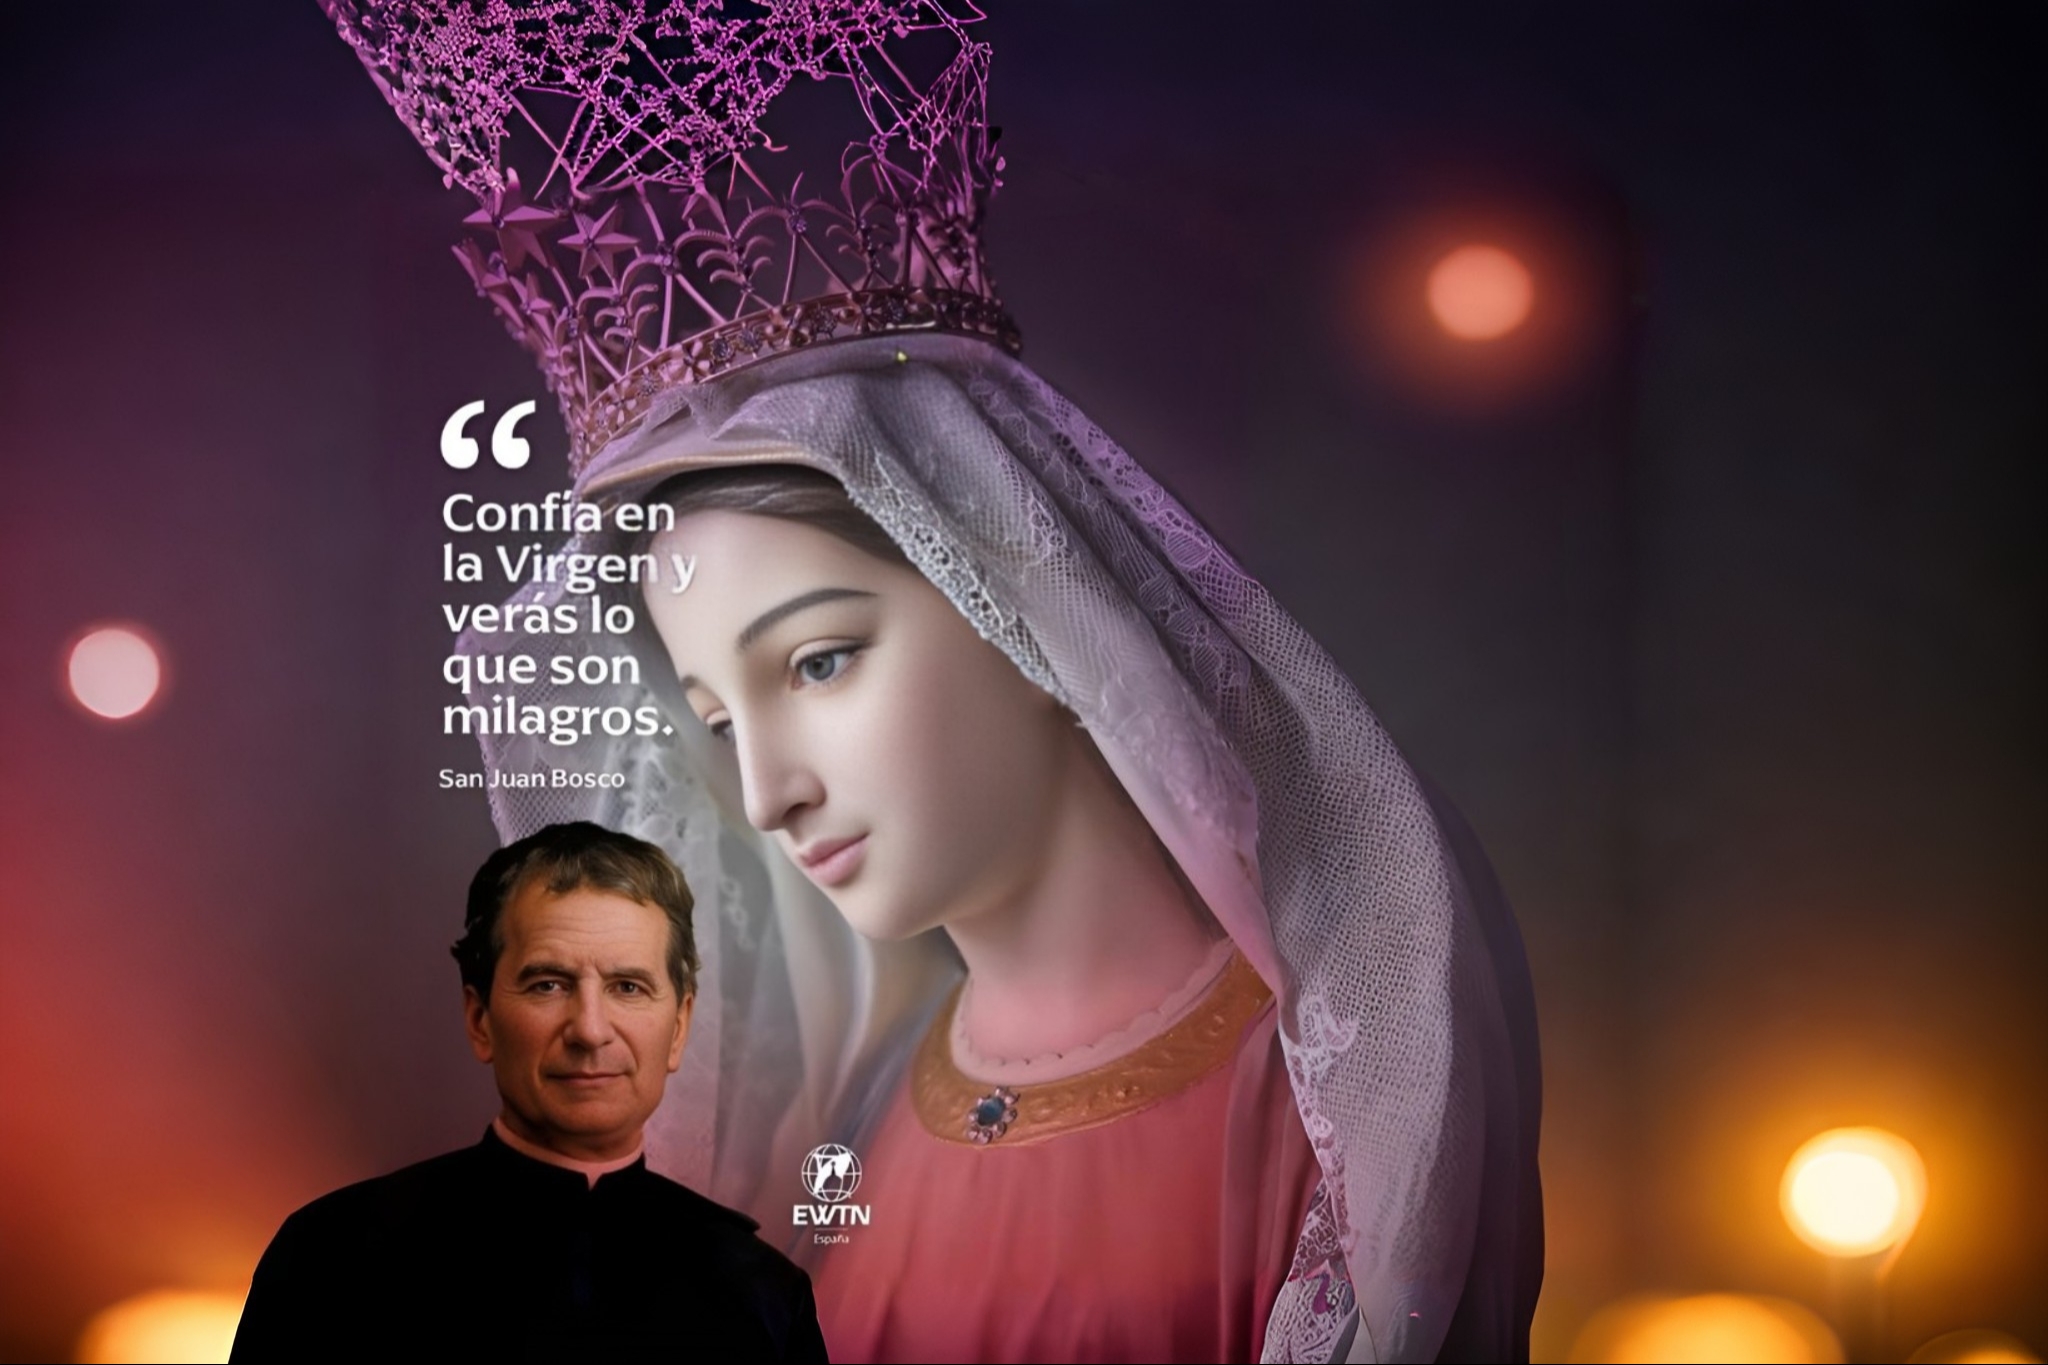 “
Confía en
la Virgen y
verás lo
que son
milagros.
San Juan Bosco
EWTN
España